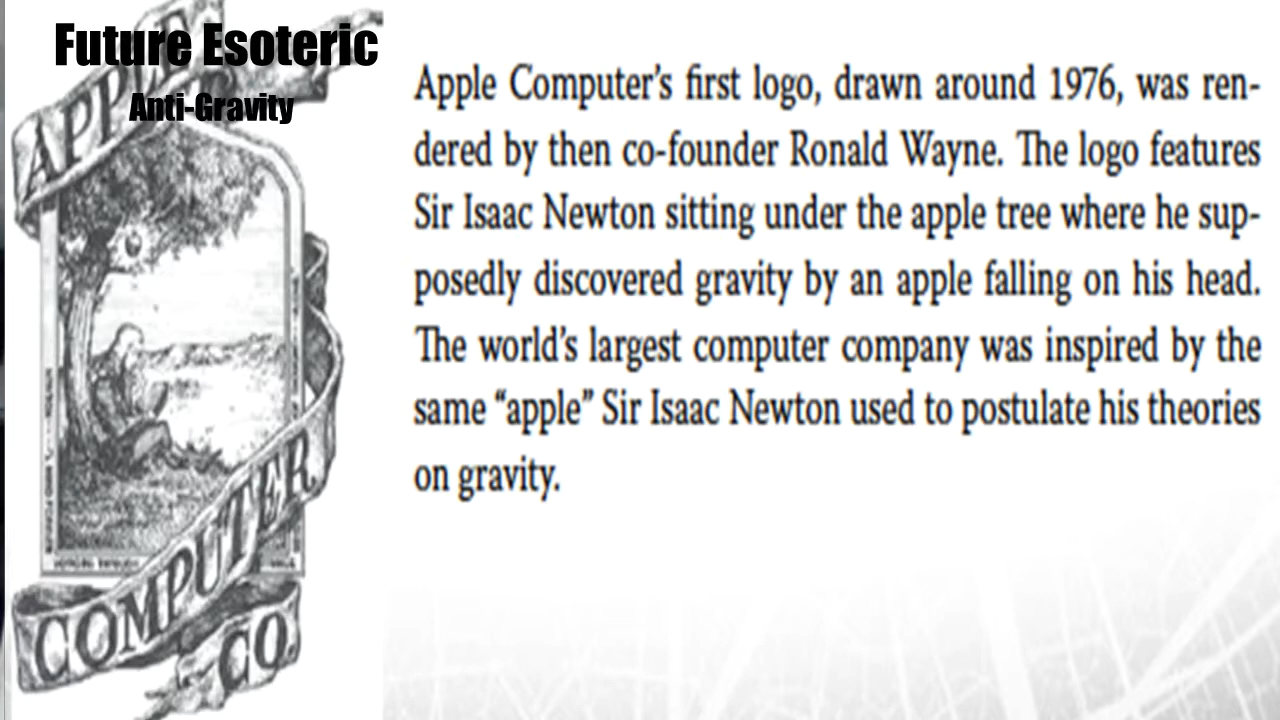 Future Esoteric
Anti-Gravity
APPLE
COMPUTER
CO.
Apple Computer’s first logo, drawn around 1976, was ren-
dered by then co-founder Ronald Wayne. The logo features
Sir Isaac Newton sitting under the apple tree where he sup-
posedly discovered gravity by an apple falling on his head.
The world’s largest computer company was inspired by the
same “apple” Sir Isaac Newton used to postulate his theories
on gravity.